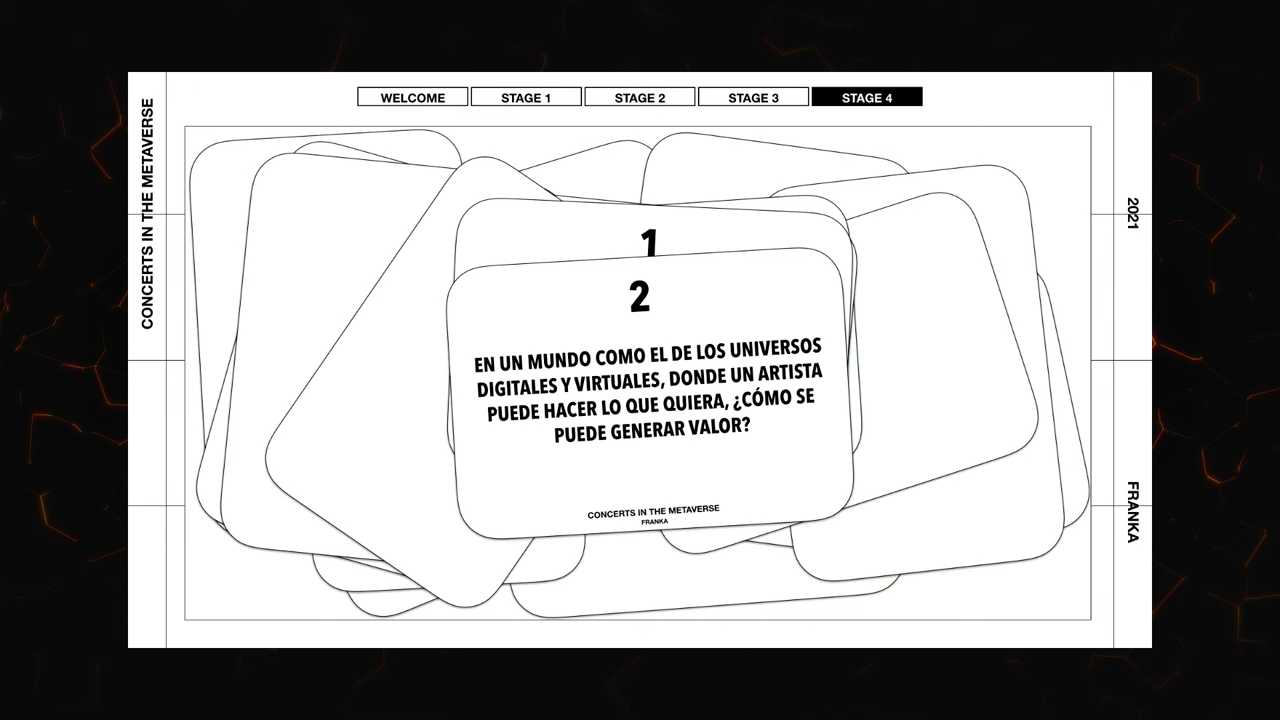 WELCOME
STAGE 1
STAGE 2
STAGE 3
STAGE 4
CONCERTS IN THE METAVERSE
2021
FRANKA
1
2
EN UN MUNDO COMO EL DE LOS UNIVERSOS
DIGITALES Y VIRTUALES, DONDE UN ARTISTA
PUEDE HACER LO QUE QUIERA, ¿CÓMO SE
PUEDE GENERAR VALOR?
CONCERTS IN THE METAVERSE
FRANKA